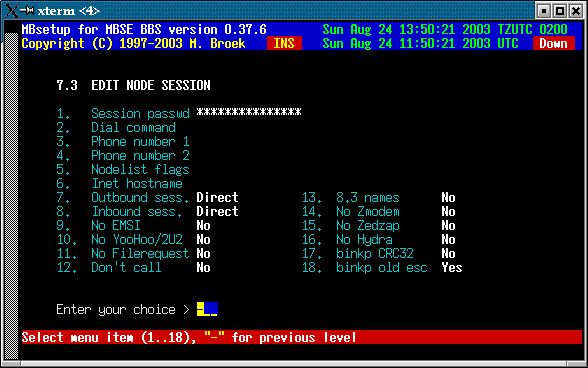 xterm <4>
MBsetup for MBSE BBS version 0.37.6 Sun Aug 24 13:50:21 2003 TZUTC 0200
Copyright (C) 1997-2003 M. Broek INS Sun Aug 24 11:50:21 2003 UTC Down
7.3 EDIT NODE SESSION
1. Session passwd ***************
2. Dial command
3. Phone number 1
4. Phone number 2
5. Nodelist flags
6. Inet hostname
7. Outbound sess. Direct 13. 8.3 names No
8. Inbound sess. Direct 14. No Zmodem No
9. No EMSI No 15. No Zedzap No
10. No YooHoo/2U2 No 16. No Hydra No
11. No Filerequest No 17. binkp CRC32 No
12. Don't call No 18. binkp old esc Yes
Enter your choice > -
Select menu item (1..18), "-" for previous level